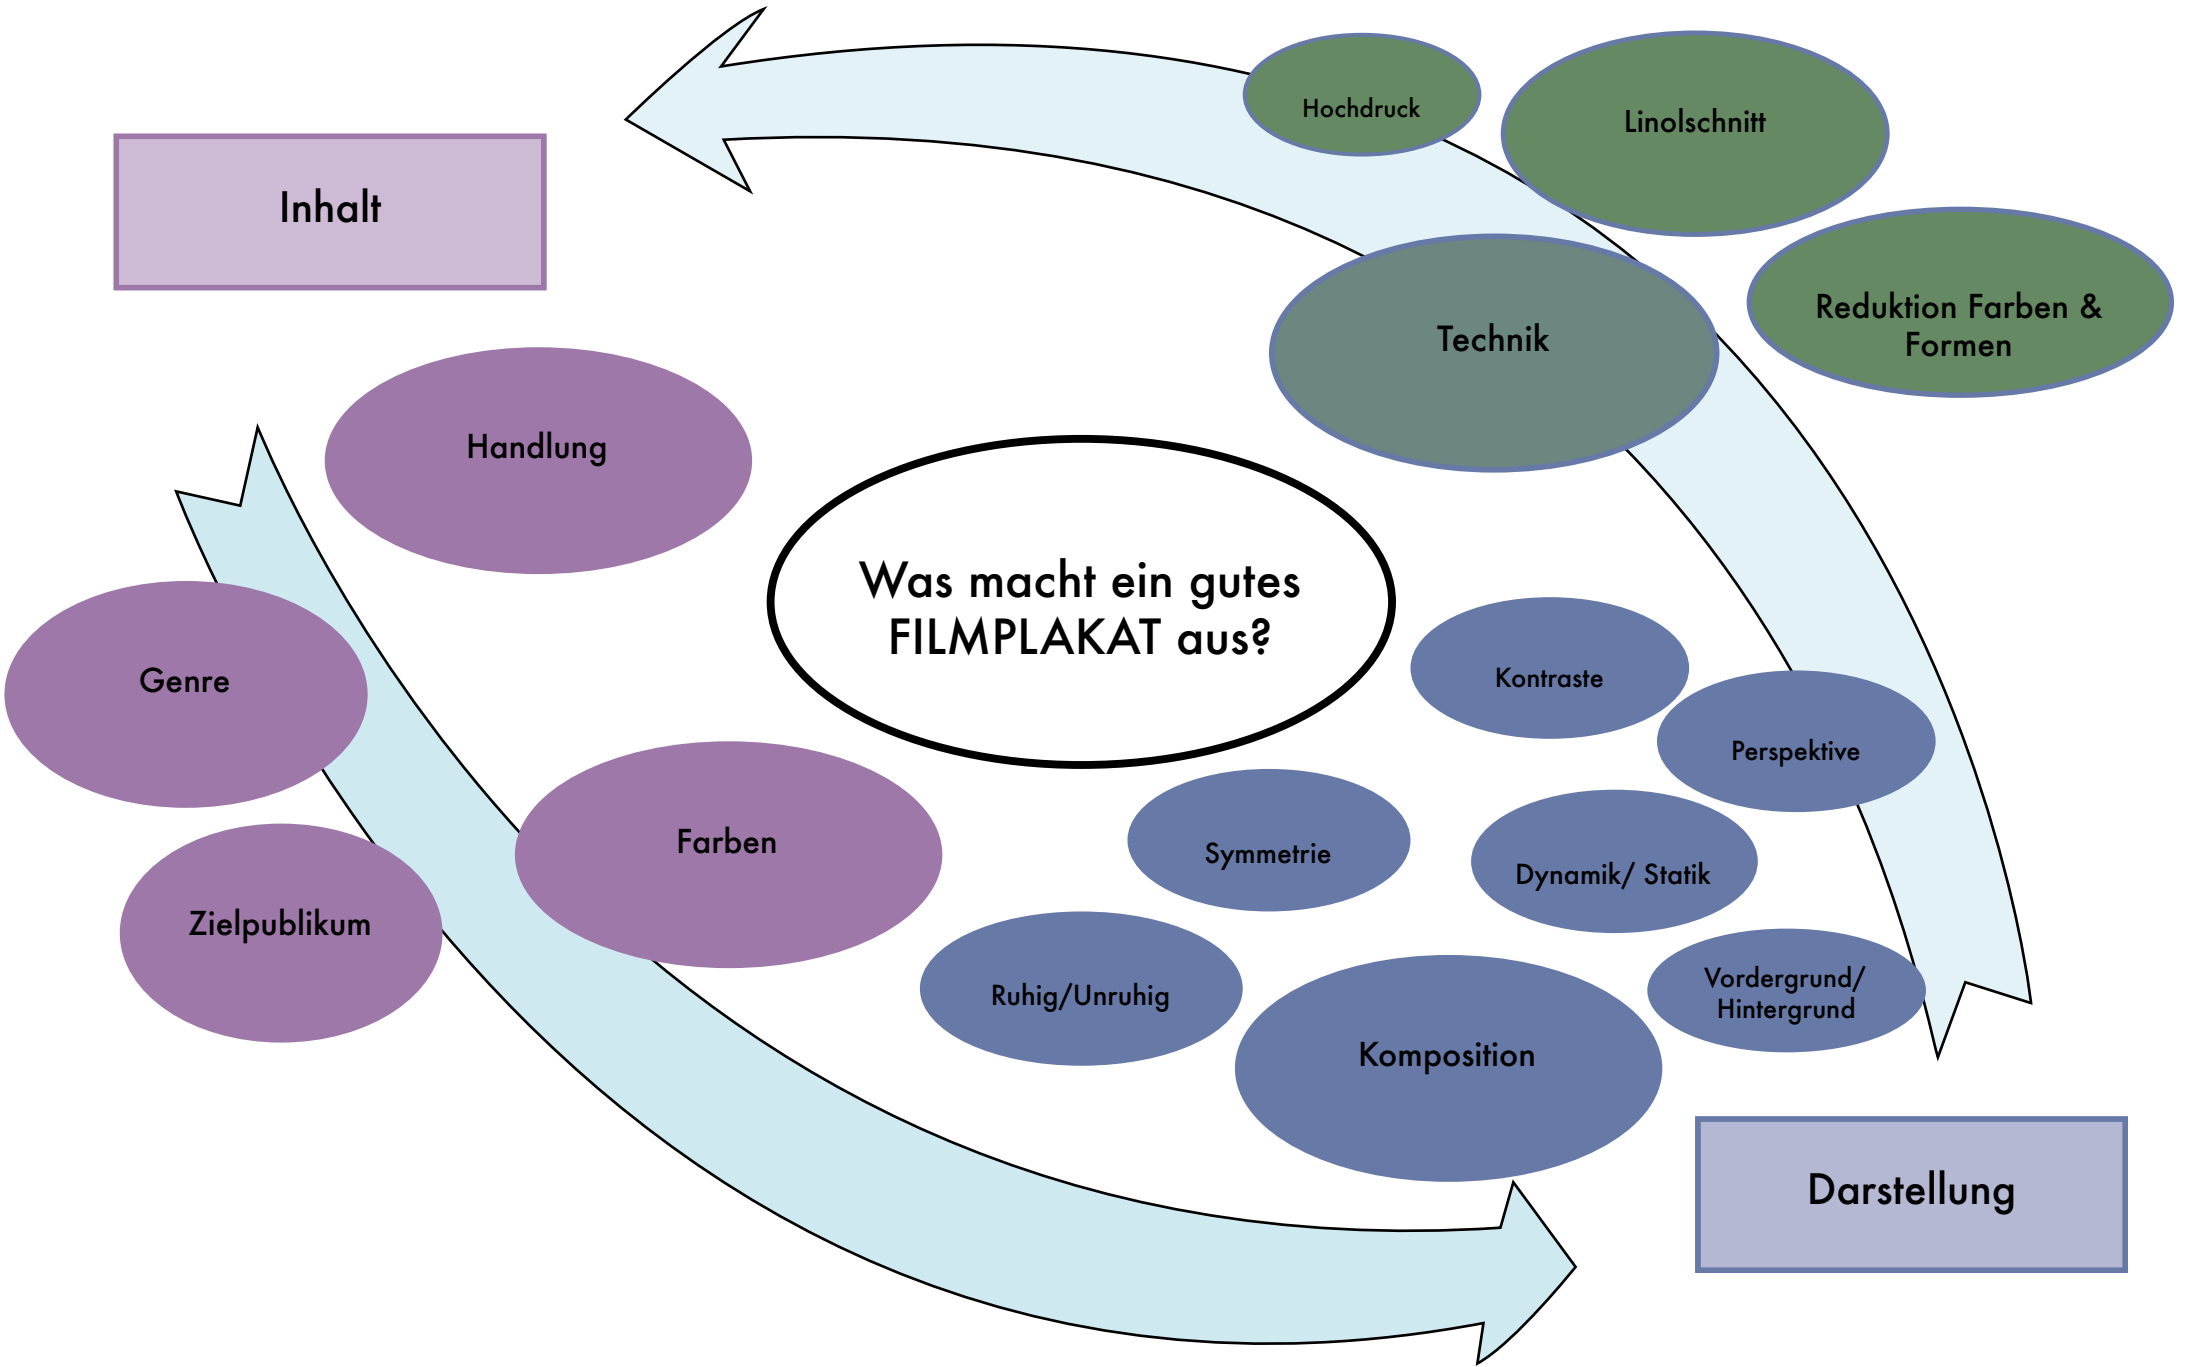 Hochdruck
Linolschnitt
Inhalt
Reduktion Farben &
Formen
Technik
Handlung
Was macht ein gutes
FILMPLAKAT aus?
Genre
Kontraste
Perspektive
Farben
Symmetrie
Dynamik/ Statik
Zielpublikum
Ruhig/Unruhig
Vordergrund/
Hintergrund
Komposition
Darstellung